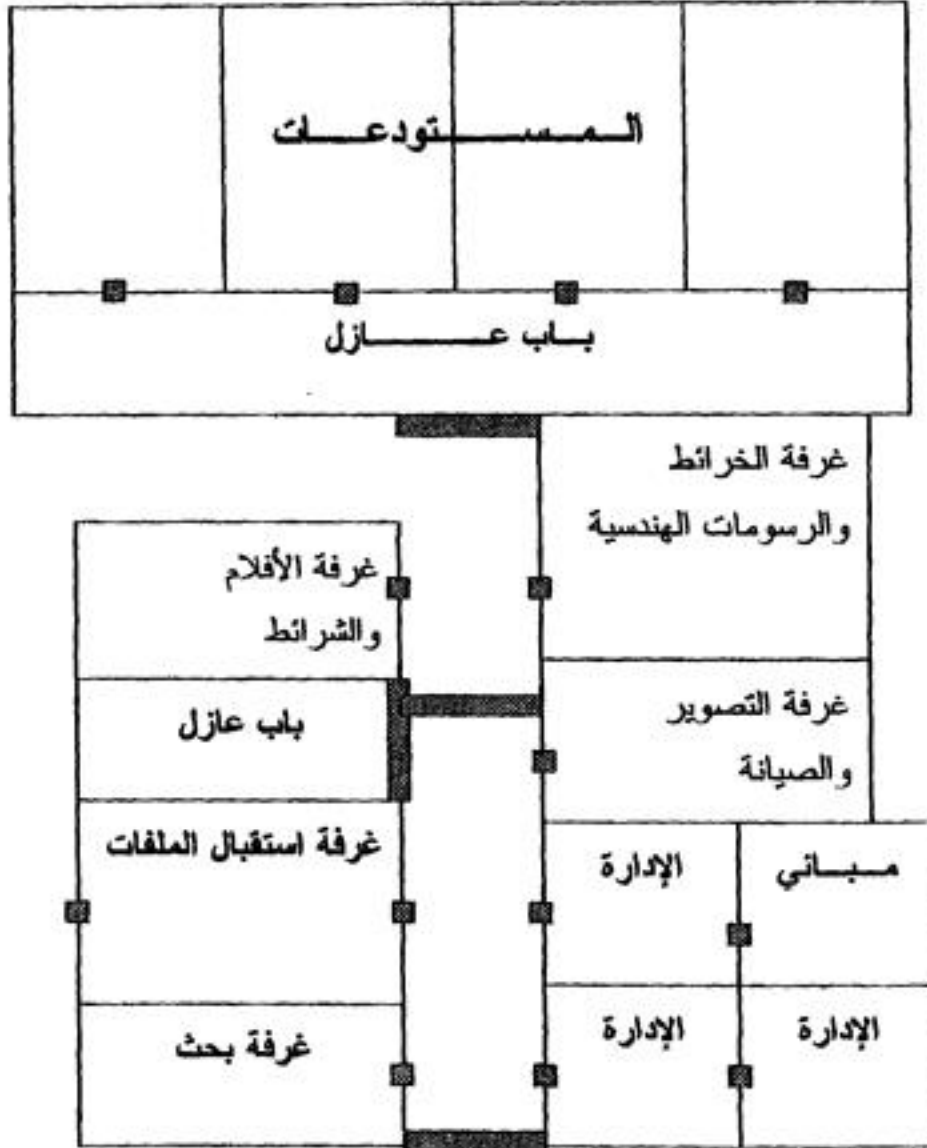 المستودعات
باب عازل
غرفة الخرائط
والرسومات الهندسية
غرفة الأفلام
والشرائط
غرفة التصوير
والصيانة
باب عازل
غرفة استقبال الملفات
مباني
الإدارة
الإدارة
الإدارة
غرفة بحث